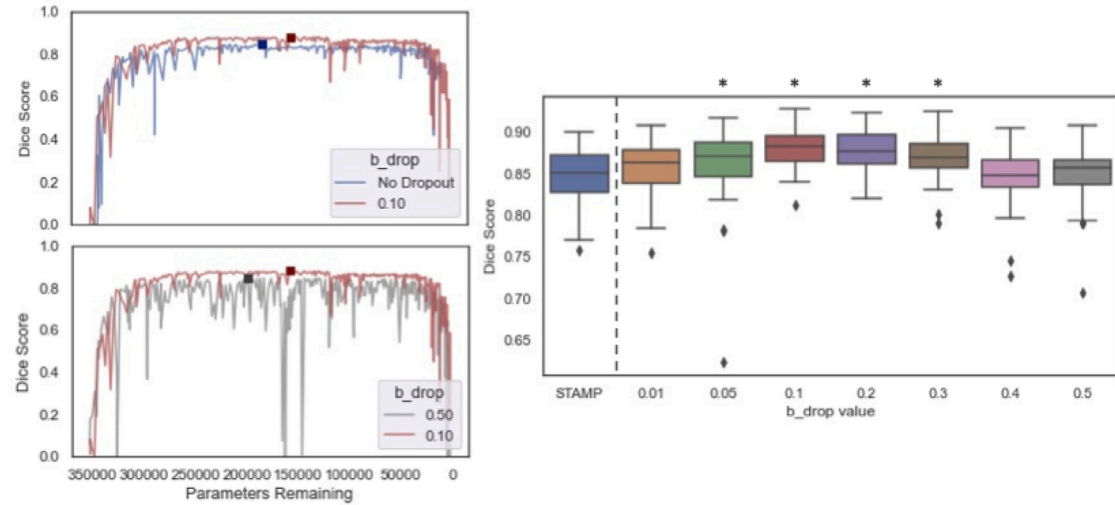 1.0
0.8
0.6
0.4
0.2
0.0
Dice Score
b_drop
No Dropout
0.10
1.0
0.8
0.6
0.4
0.2
0.0
Dice Score
b_drop
0.50
0.10
350000 300000 250000 200000 150000 100000 50000 0
Parameters Remaining
* * * *
0.90
0.85
0.80
0.75
0.70
0.65
Dice Score
STAMP 0.01 0.05 0.1 0.2 0.3 0.4 0.5
b_drop value